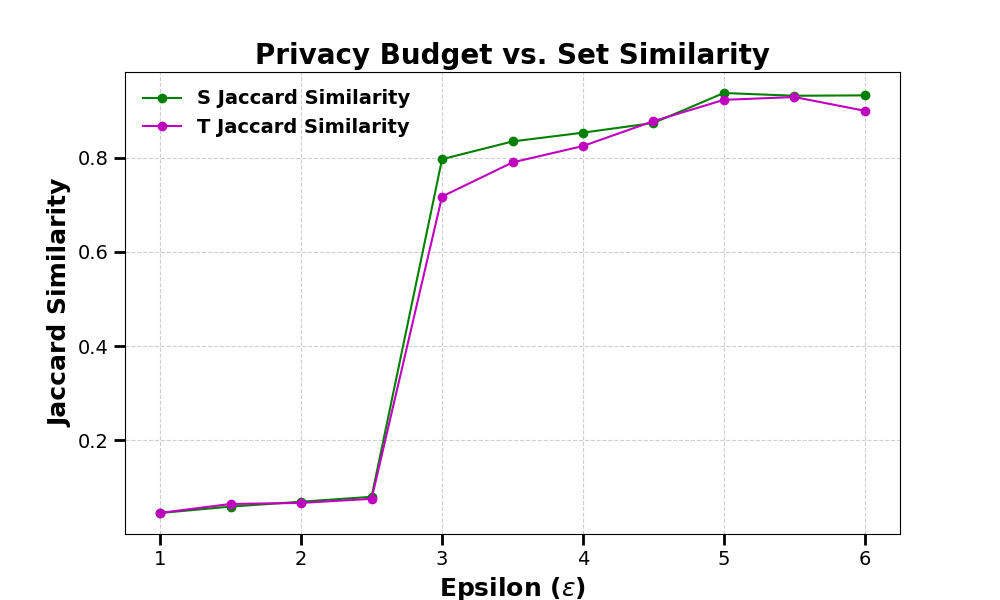 Privacy Budget vs. Set Similarity
S Jaccard Similarity
T Jaccard Similarity
Jaccard Similarity
0.8
0.6
0.4
0.2
1 2 3 4 5 6
Epsilon (ε)